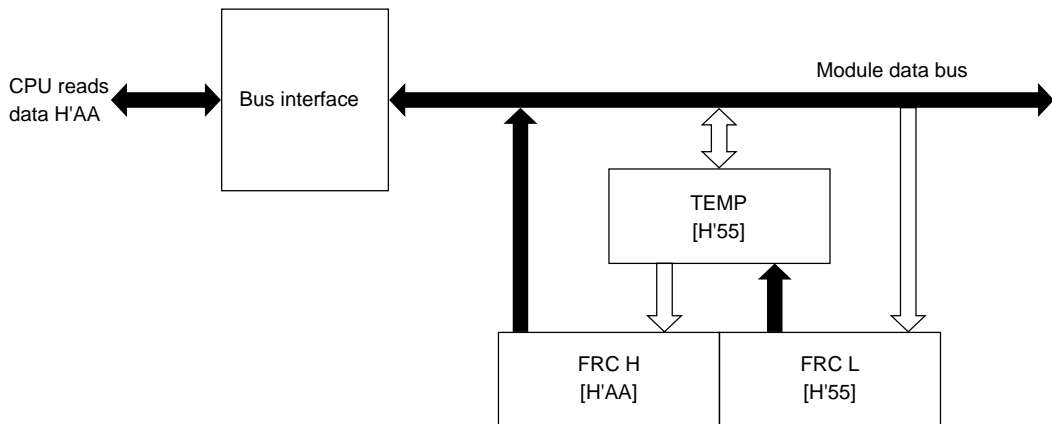 CPU reads
data H'AA
Bus interface
Module data bus
TEMP
[H'55]
FRC H
[H'AA]
FRC L
[H'55]